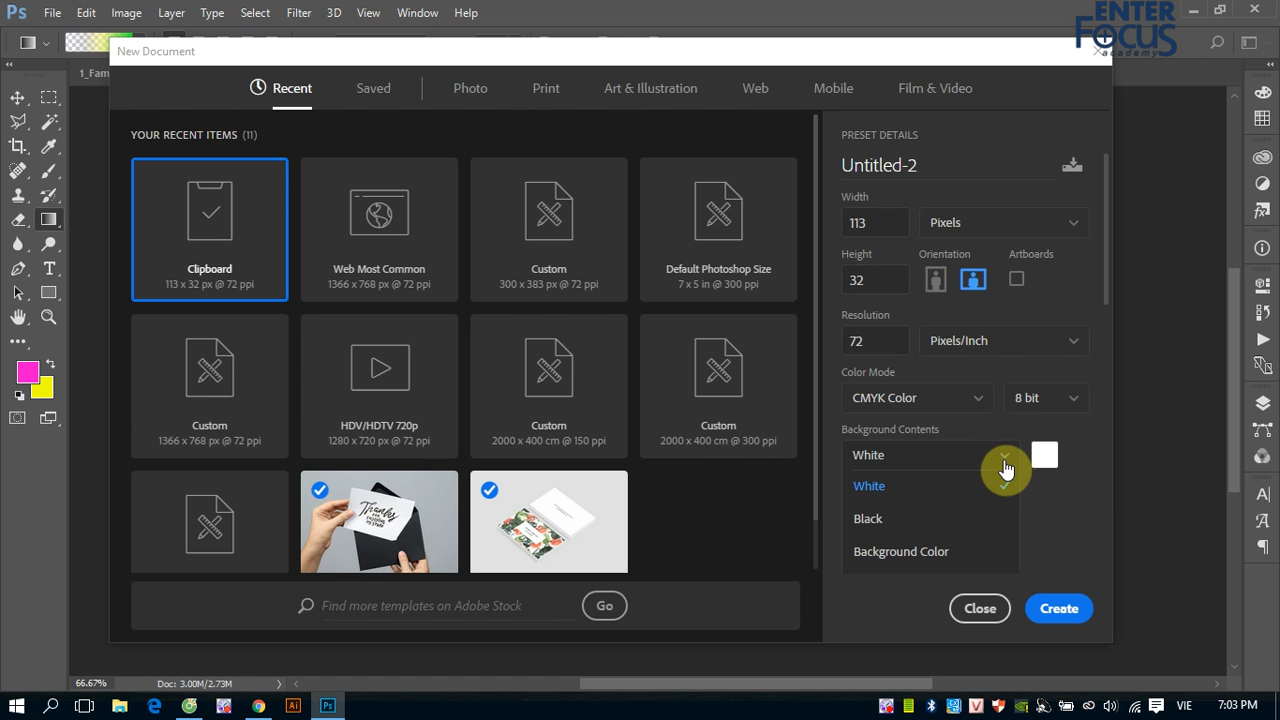 Ps File Edit Image Layer Type Select Filter 3D View Window Help
ENTER
FOCUS
academy
New Document
1_Fam
Recent Saved Photo Print Art & Illustration Web Mobile Film & Video
YOUR RECENT ITEMS (11)
Clipboard
113 x 32 px @ 72 ppi
Web Most Common
1366 x 768 px @ 72 ppi
Custom
300 x 383 px @ 72 ppi
Default Photoshop Size
7 x 5 in @ 300 ppi
Custom
1366 x 768 px @ 72 ppi
HDV/HDTV 720p
1280 x 720 px @ 72 ppi
Custom
2000 x 400 cm @ 150 ppi
Custom
2000 x 400 cm @ 300 ppi
Thanks
Find more templates on Adobe Stock
Go
PRESET DETAILS
Untitled-2
Width
113 Pixels
Height Orientation Artboards
32
Resolution
72 Pixels/Inch
Color Mode
CMYK Color 8 bit
Background Contents
White
White
Black
Background Color
Close Create
66.67% Doc: 3.00M/2.73M
Ai Ps VIE 7:03 PM